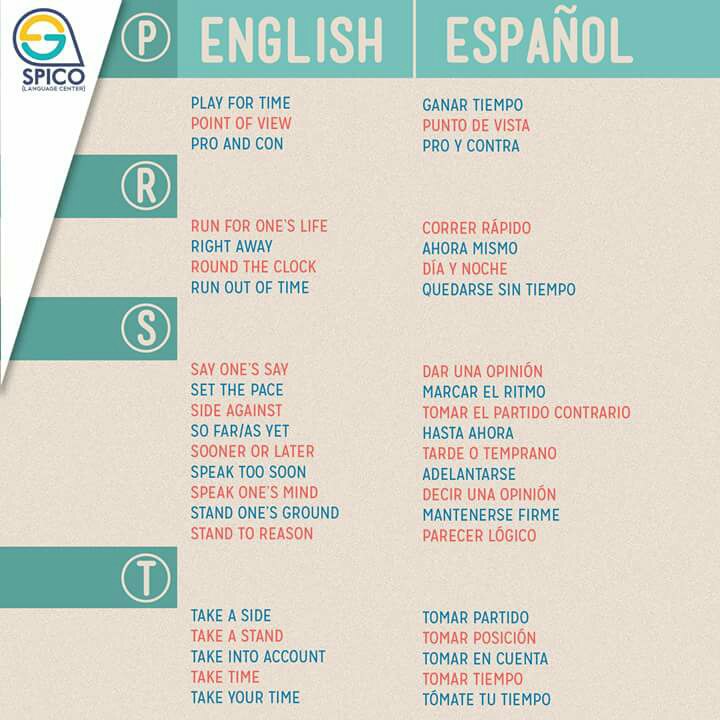 SPICO
[LANGUAGE CENTER]
P ENGLISH ESPAÑOL
PLAY FOR TIME GANAR TIEMPO
POINT OF VIEW PUNTO DE VISTA
PRO AND CON PRO Y CONTRA
R
RUN FOR ONE'S LIFE CORRER RÁPIDO
RIGHT AWAY AHORA MISMO
ROUND THE CLOCK DÍA Y NOCHE
RUN OUT OF TIME QUEDARSE SIN TIEMPO
S
SAY ONE'S SAY DAR UNA OPINIÓN
SET THE PACE MARCAR EL RITMO
SIDE AGAINST TOMAR EL PARTIDO CONTRARIO
SO FAR/AS YET HASTA AHORA
SOONER OR LATER TARDE O TEMPRANO
SPEAK TOO SOON ADELANTARSE
SPEAK ONE'S MIND DECIR UNA OPINIÓN
STAND ONE'S GROUND MANTENERSE FIRME
STAND TO REASON PARECER LÓGICO
T
TAKE A SIDE TOMAR PARTIDO
TAKE A STAND TOMAR POSICIÓN
TAKE INTO ACCOUNT TOMAR EN CUENTA
TAKE TIME TOMAR TIEMPO
TAKE YOUR TIME TÓMATE TU TIEMPO